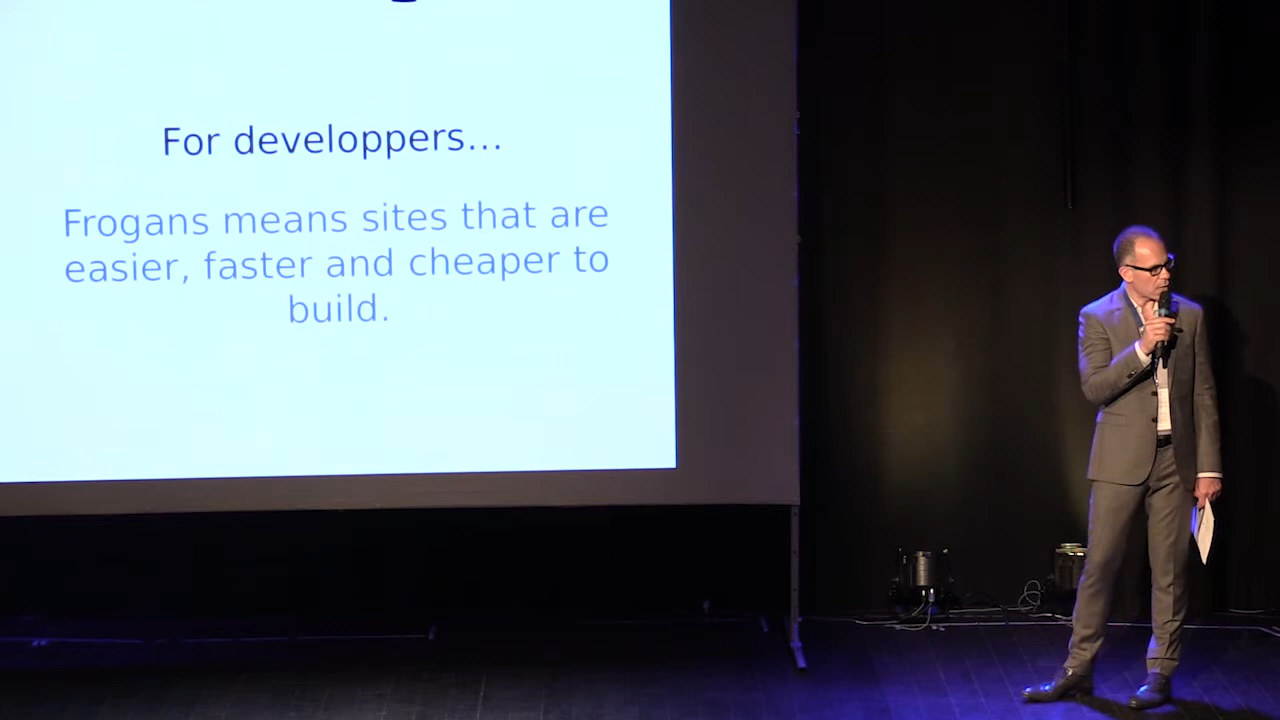 For developpers...
Frogans means sites that are
easier, faster and cheaper to
build.